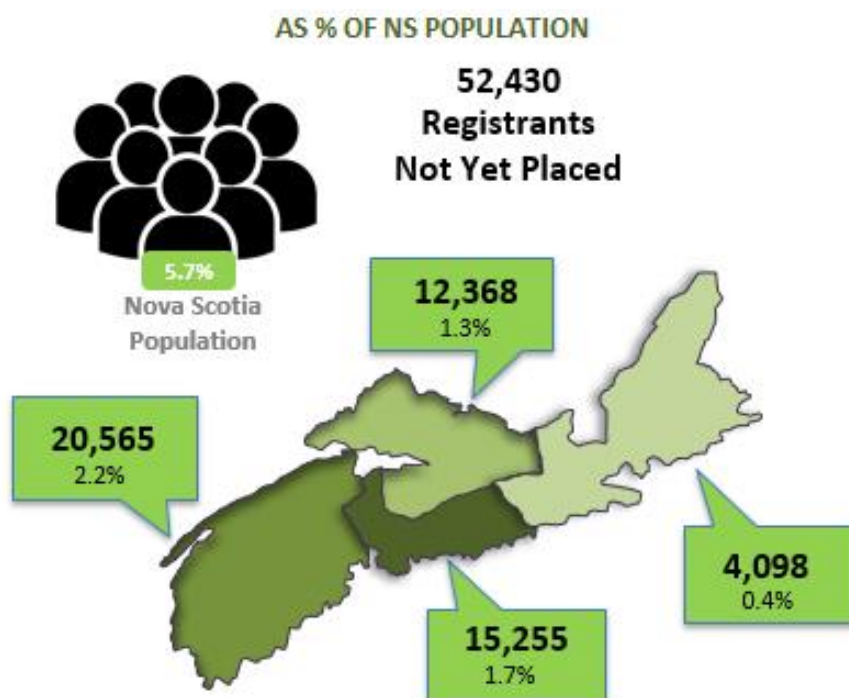 AS % OF NS POPULATION
52,430
Registrants
Not Yet Placed
5.7%
Nova Scotia
Population
12,368
1.3%
20,565
2.2%
4,098
0.4%
15,255
1.7%